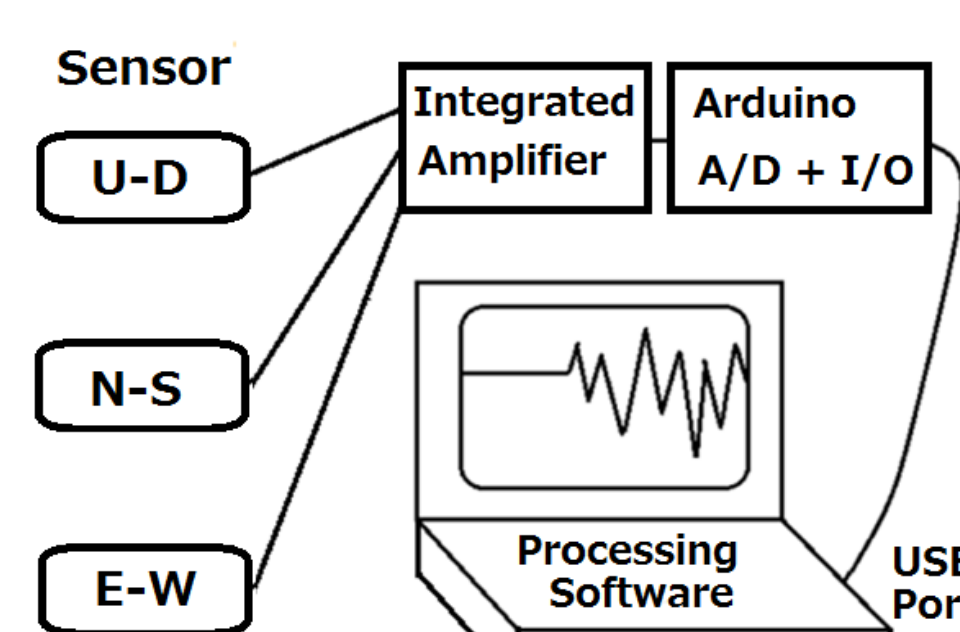 Sensor
U-D
N-S
E-W
Integrated
Amplifier
Arduino
A/D + I/O
Processing
Software